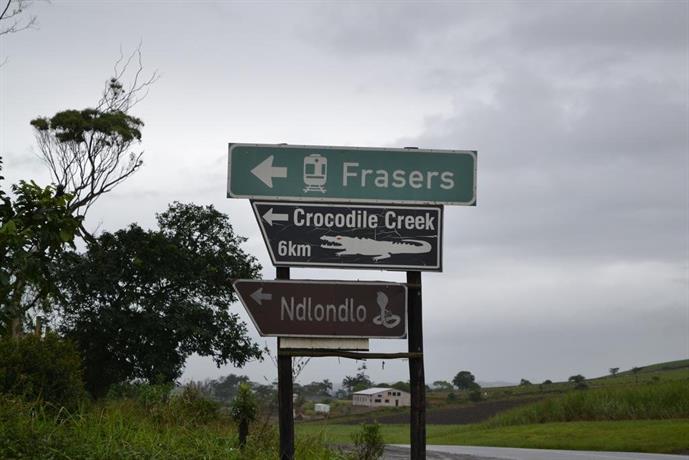 Frasers
Crocodile Creek
6km
Ndlondlo